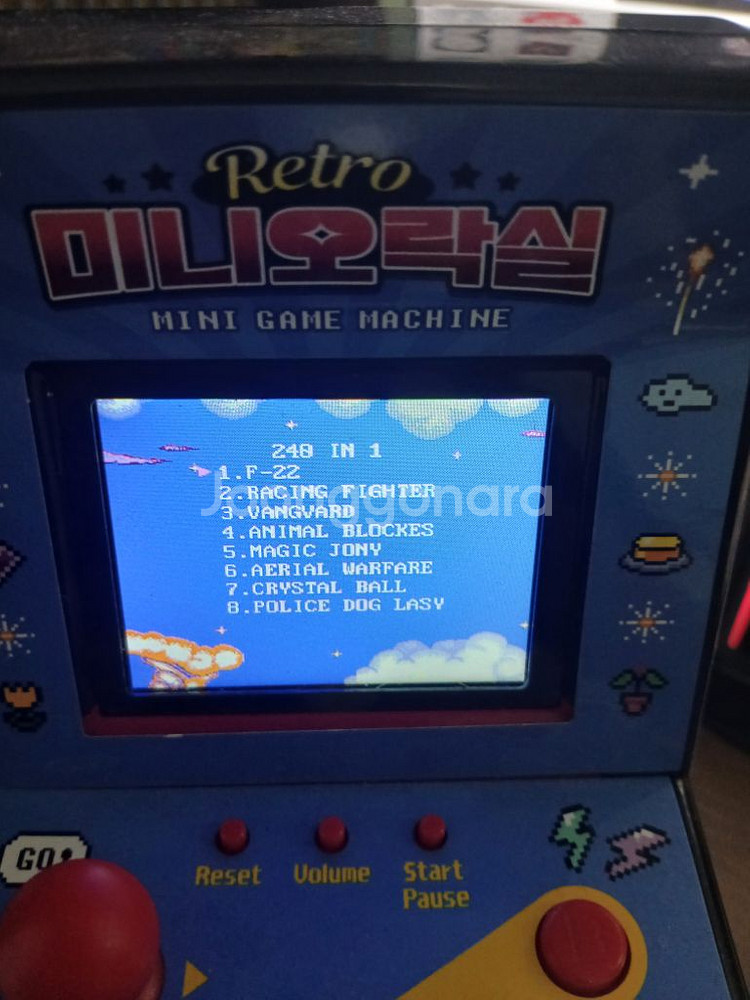 Retro
미니오락실
MINI GAME MACHINE
240 IN 1
1.F-22
2.RACING FIGHTER
Joonggonara
3.VANGVARD
4.ANIMAL BLOCKES
5.MAGIC JONY
6.AERIAL WARFARE
7.CRYSTAL BALL
8.POLICE DOG LASY
GO!
Reset
Volume
Start
Pause